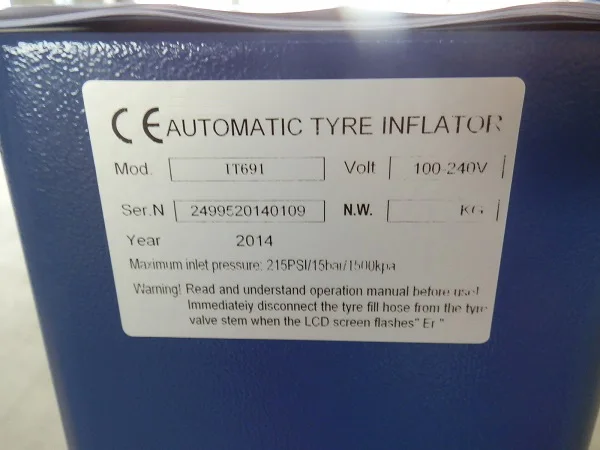 CE AUTOMATIC TYRE INFLATOR
Mod. IT691 Volt 100-240V
Ser.N 2499520140109 N.W. KG
Year 2014
Maximum inlet pressure: 215PSI/15bar/1500kpa
Warning! Read and understand operation manual before use!
Immediateiy disconnect the tyre fill hose from the tyre
valve stem when the LCD screen flashes" Er "